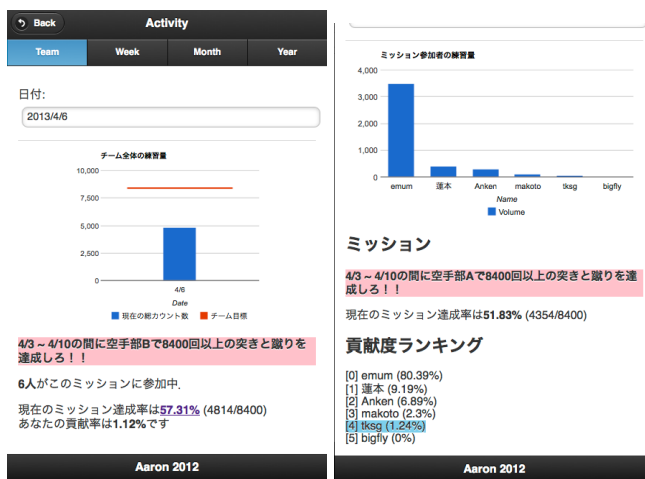 Back
Activity
Team
Week
Month
Year
日付:
2013/4/6
チーム全体の練習量
10,000
7,500
5,000
2,500
0
4/6
Date
現在の総カウント数 チーム目標
4/3 ~ 4/10の間に空手部Bで8400回以上の突きと蹴りを
達成しろ！！
6人がこのミッションに参加中.
現在のミッション達成率は57.31% (4814/8400)
あなたの貢献率は1.12%です
Aaron 2012
ミッション参加者の練習量
4,000
3,000
2,000
1,000
0
emum 蓮本 Anken makoto tksg bigfly
Name
Volume
ミッション
4/3 ~ 4/10の間に空手部Aで8400回以上の突きと蹴りを達
成しろ！！
現在のミッション達成率は51.83% (4354/8400)
貢献度ランキング
[0] emum (80.39%)
[1] 蓮本 (9.19%)
[2] Anken (6.89%)
[3] makoto (2.3%)
[4] tksg (1.24%)
[5] bigfly (0%)
Aaron 2012